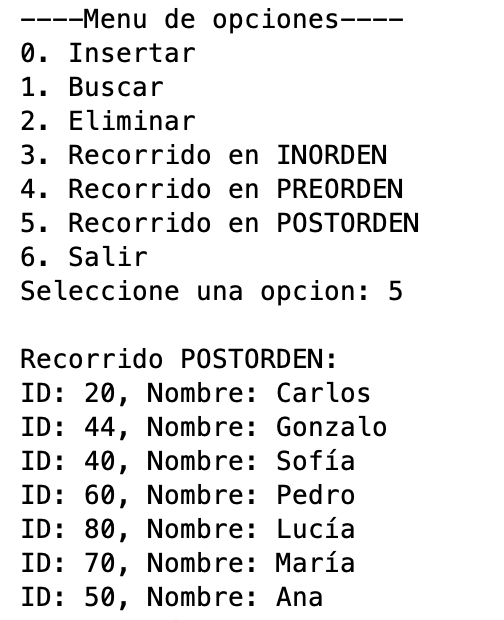 ----Menu de opciones----
0. Insertar
1. Buscar
2. Eliminar
3. Recorrido en INORDEN
4. Recorrido en PREORDEN
5. Recorrido en POSTORDEN
6. Salir
Seleccione una opcion: 5
Recorrido POSTORDEN:
ID: 20, Nombre: Carlos
ID: 44, Nombre: Gonzalo
ID: 40, Nombre: Sofía
ID: 60, Nombre: Pedro
ID: 80, Nombre: Lucía
ID: 70, Nombre: María
ID: 50, Nombre: Ana